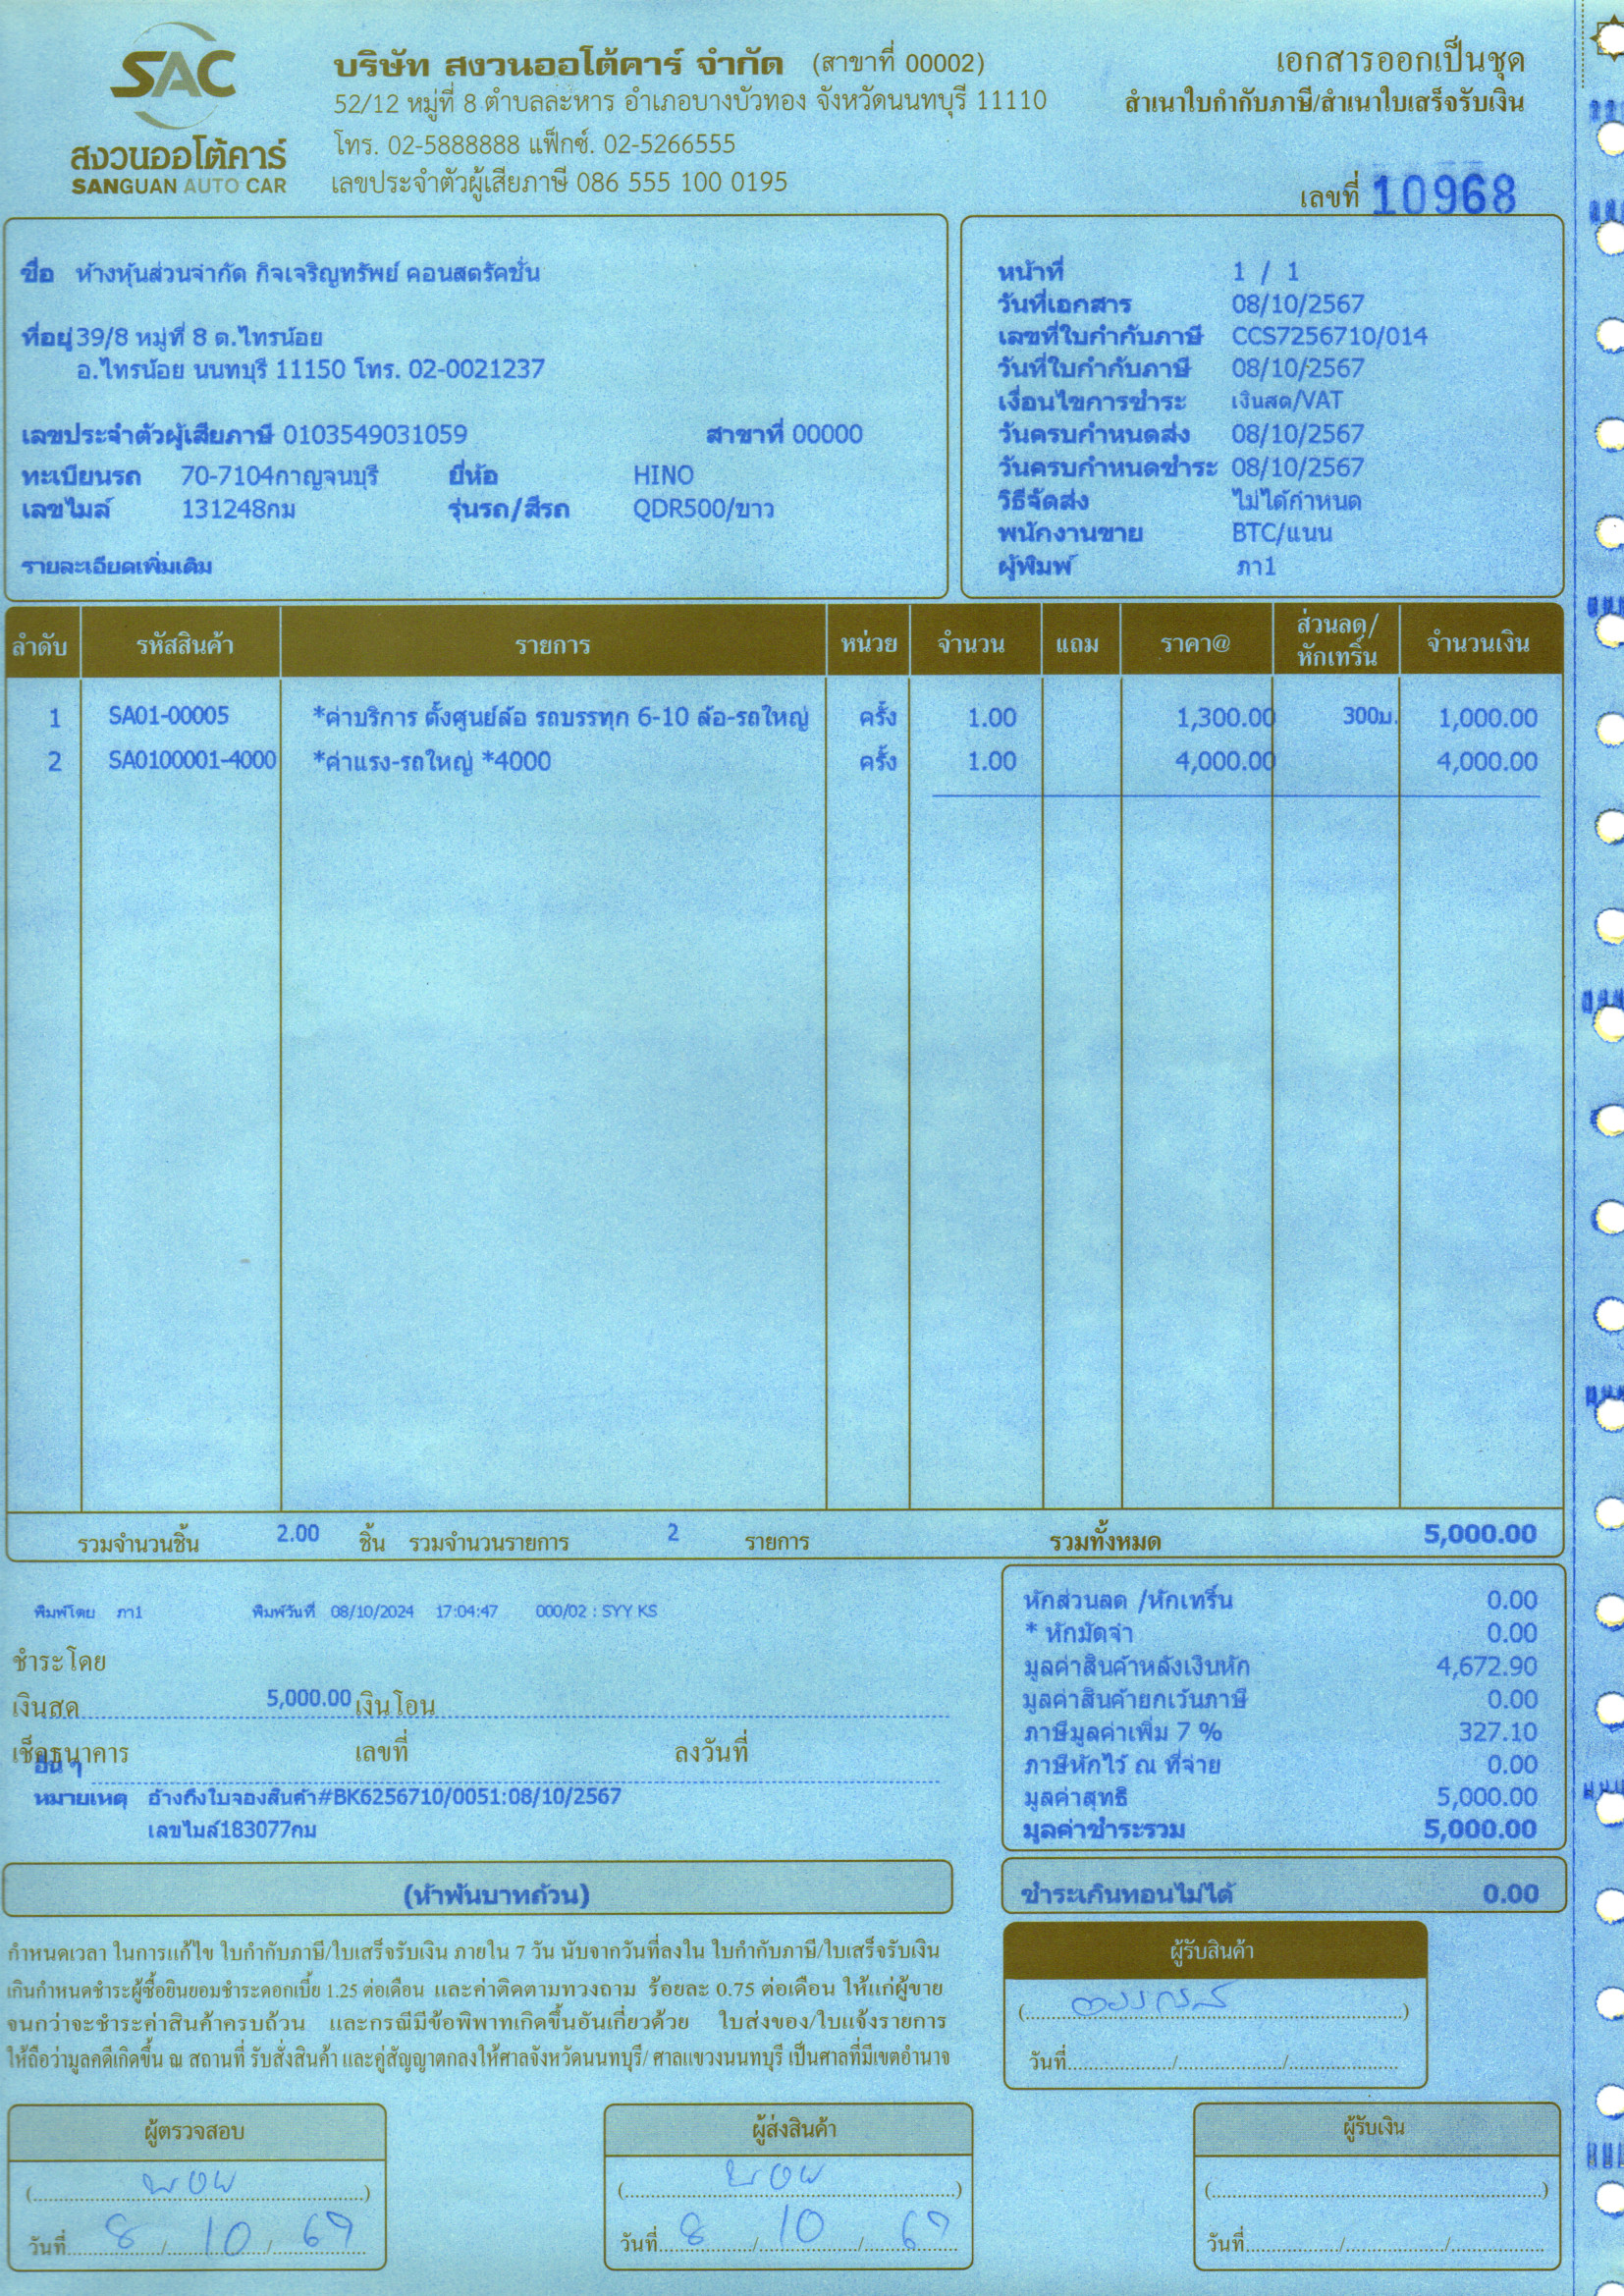 SAC
สงวนออโต้คาร์
SANGUAN AUTO CAR
บริษัท สงวนออโต้คาร์ จำกัด (สาขาที่ 00002)
52/12 หมู่ที่ 8 ตำบลละหาร อำเภอบางบัวทอง จังหวัดนนทบุรี 11110
โทร. 02-5888888 แฟ็กซ์. 02-5266555
เลขประจำตัวผู้เสียภาษี 086 555 100 0195
เอกสารออกเป็นชุด
สำเนาใบกำกับภาษี/สำเนาใบเสร็จรับเงิน
เลขที่ 10968
ชื่อ ห้างหุ้นส่วนจำกัด กิจเจริญทรัพย์ คอนสตรัคชั่น
ที่อยู่ 39/8 หมู่ที่ 8 ต.ไทรน้อย
อ.ไทรน้อย นนทบุรี 11150 โทร. 02-0021237
เลขประจำตัวผู้เสียภาษี 0103549031059 สาขาที่ 00000
ทะเบียนรถ 70-7104กาญจนบุรี ยี่ห้อ HINO
เลขไมล์ 131248กม รุ่นรถ/สีรถ QDR500/ขาว
รายละเอียดเพิ่มเติม
หน้าที่ 1 / 1
วันที่เอกสาร 08/10/2567
เลขที่ใบกำกับภาษี CCS7256710/014
วันที่ใบกำกับภาษี 08/10/2567
เงื่อนไขการชำระ เงินสด/VAT
วันครบกำหนดส่ง 08/10/2567
วันครบกำหนดชำระ 08/10/2567
วิธีจัดส่ง ไม่ได้กำหนด
พนักงานขาย BTC/แนน
ผู้พิมพ์ ภา1
ลำดับ รหัสสินค้า รายการ หน่วย จำนวน แถม ราคา@ ส่วนลด/หักเทริ์น จำนวนเงิน
1 SA01-00005 *ค่าบริการ ตั้งศูนย์ล้อ รถบรรทุก 6-10 ล้อ-รถใหญ่ ครั้ง 1.00 1,300.00 300บ. 1,000.00
2 SA0100001-4000 *ค่าแรง-รถใหญ่ *4000 ครั้ง 1.00 4,000.00 4,000.00
รวมจำนวนชิ้น 2.00 ชิ้น รวมจำนวนรายการ 2 รายการ รวมทั้งหมด 5,000.00
พิมพ์โดย ภา1 พิมพ์วันที่ 08/10/2024 17:04:47 000/02 : SYY KS
ชำระโดย
เงินสด 5,000.00 เงินโอน
เช็คธนาคาร เลขที่ ลงวันที่
อื่น ๆ
หมายเหตุ อ้างถึงใบจองสินค้า#BK6256710/0051:08/10/2567
เลขไมล์183077กม
หักส่วนลด /หักเทริ์น 0.00
* หักมัดจำ 0.00
มูลค่าสินค้าหลังเงินหัก 4,672.90
มูลค่าสินค้ายกเว้นภาษี 0.00
ภาษีมูลค่าเพิ่ม 7 % 327.10
ภาษีหักไว้ ณ ที่จ่าย 0.00
มูลค่าสุทธิ 5,000.00
มูลค่าชำระรวม 5,000.00
(ห้าพันบาทถ้วน)
ชำระเกินทอนไม่ได้ 0.00
กำหนดเวลา ในการแก้ไข ใบกำกับภาษี/ใบเสร็จรับเงิน ภายใน 7 วัน นับจากวันที่ลงใน ใบกำกับภาษี/ใบเสร็จรับเงิน
เกินกำหนดชำระผู้ซื้อยินยอมชำระดอกเบี้ย 1.25 ต่อเดือน และค่าติดตามทวงถาม ร้อยละ 0.75 ต่อเดือน ให้แก่ผู้ขาย
จนกว่าจะชำระค่าสินค้าครบถ้วน และกรณีมีข้อพิพาทเกิดขึ้นอันเกี่ยวด้วย ใบส่งของ/ใบแจ้งรายการ
ให้ถือว่ามูลคดีเกิดขึ้น ณ สถานที่ รับสั่งสินค้า และคู่สัญญาตกลงให้ศาลจังหวัดนนทบุรี/ ศาลแขวงนนทบุรี เป็นศาลที่มีเขตอำนาจ
ผู้รับสินค้า
วันที่
ผู้ตรวจสอบ
วันที่ 8 / 10 / 67
ผู้ส่งสินค้า
วันที่ 8 / 10 / 67
ผู้รับเงิน
วันที่